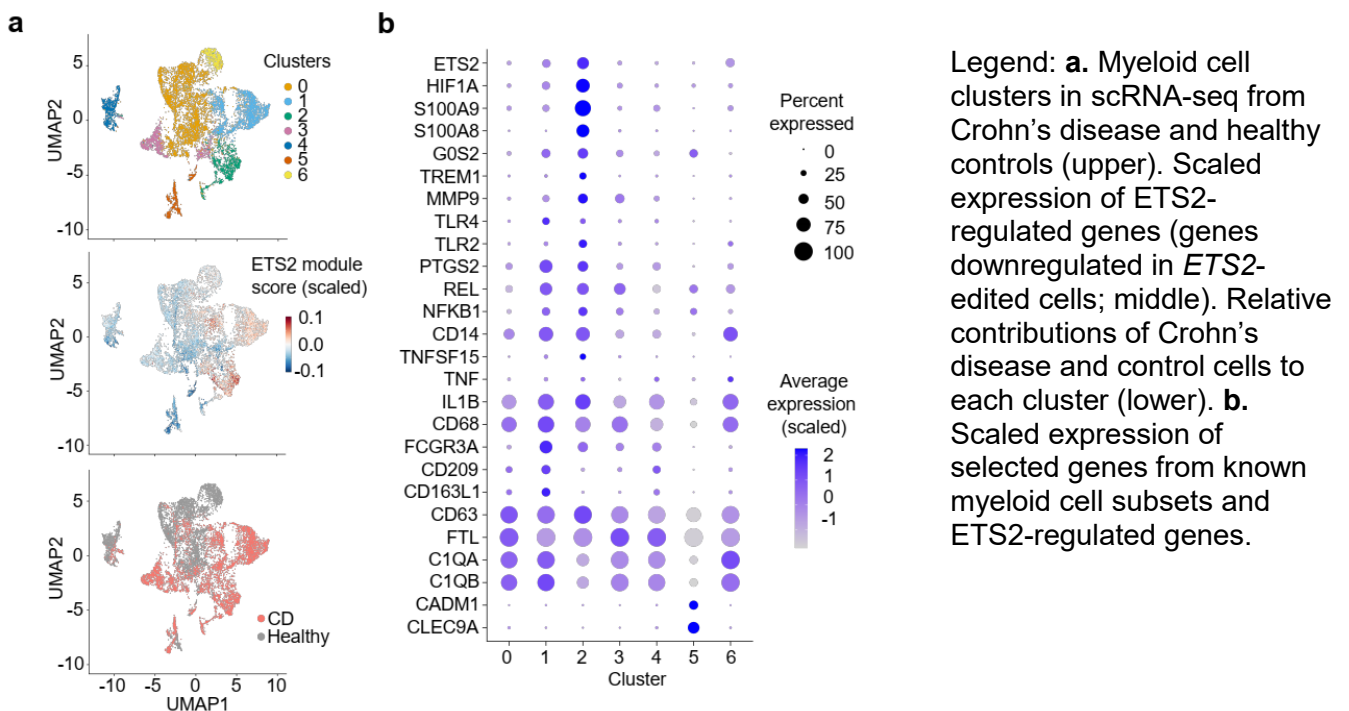 a
5
0
-5
-10
UMAP2
Clusters
0
1
2
3
4
5
6
5
0
-5
-10
UMAP2
ETS2 module
score (scaled)
0.1
0.0
-0.1
5
0
-5
-10
UMAP2
CD
Healthy
-10 -5 0 5 10
UMAP1
b
ETS2
HIF1A
S100A9
S100A8
G0S2
TREM1
MMP9
TLR4
TLR2
PTGS2
REL
NFKB1
CD14
TNFSF15
TNF
IL1B
CD68
FCGR3A
CD209
CD163L1
CD63
FTL
C1QA
C1QB
CADM1
CLEC9A
0 1 2 3 4 5 6
Cluster
Percent
expressed
0
25
50
75
100
Average
expression
(scaled)
2
1
0
-1
Legend: a. Myeloid cell
clusters in scRNA-seq from
Crohn’s disease and healthy
controls (upper). Scaled
expression of ETS2-
regulated genes (genes
downregulated in ETS2-
edited cells; middle). Relative
contributions of Crohn’s
disease and control cells to
each cluster (lower). b.
Scaled expression of
selected genes from known
myeloid cell subsets and
ETS2-regulated genes.